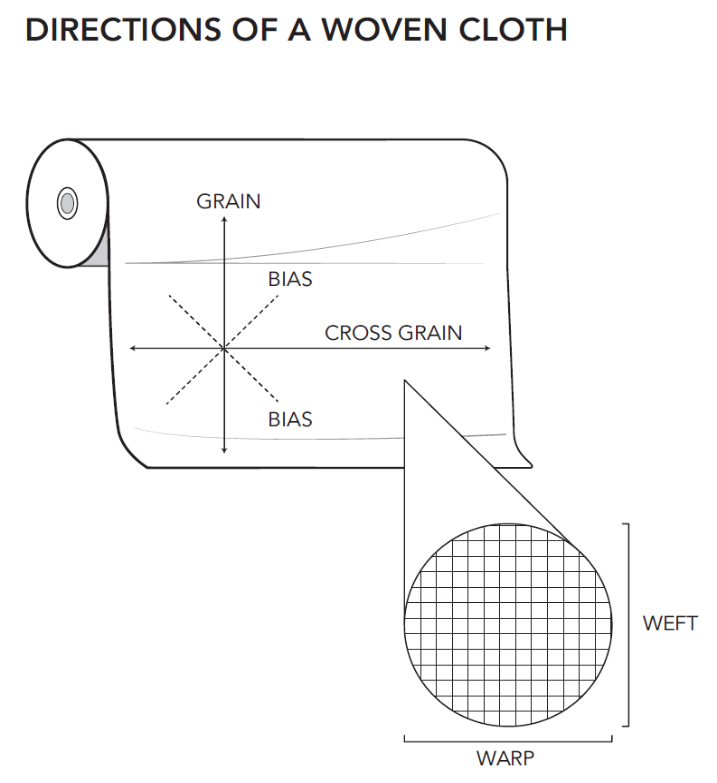 DIRECTIONS OF A WOVEN CLOTH
GRAIN
BIAS
CROSS GRAIN
BIAS
WEFT
WARP